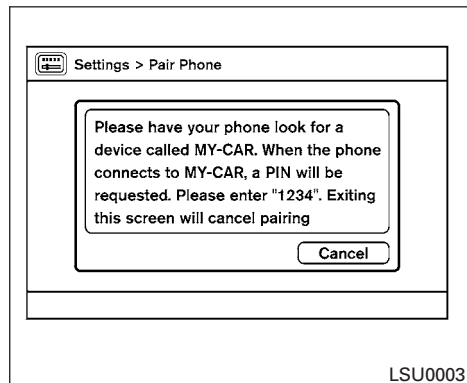 Settings > Pair Phone
Please have your phone look for a
device called MY-CAR. When the phone
connects to MY-CAR, a PIN will be
requested. Please enter "1234". Exiting
this screen will cancel pairing
Cancel
LSU0003